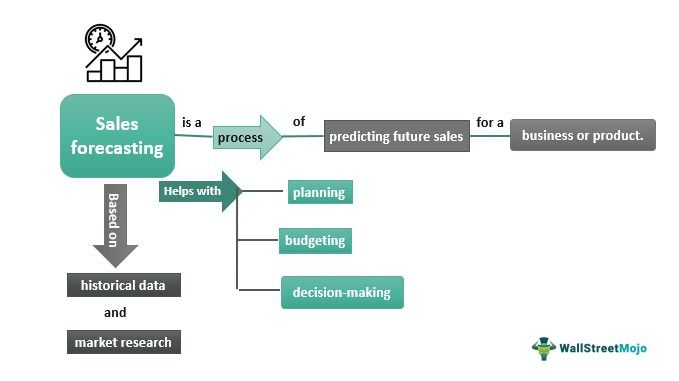 Sales
forecasting
is a
process
of
predicting future sales
for a
business or product.
Helps with
planning
budgeting
decision-making
Based on
historical data
and
market research
WallStreetMojo